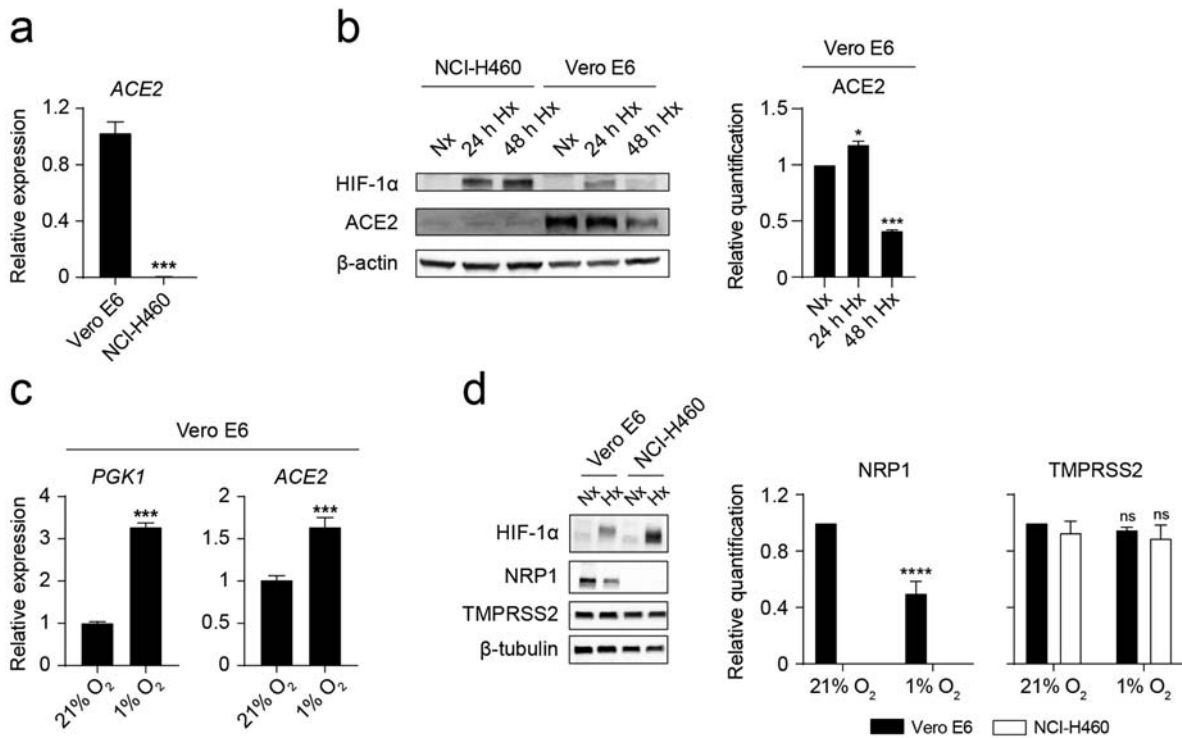 a
ACE2
Relative expression
1.2
0.8
0.4
0
***
Vero E6
NCI-H460
b
NCI-H460
Vero E6
Nx
24 h Hx
48 h Hx
Nx
24 h Hx
48 h Hx
HIF-1α
ACE2
β-actin
Vero E6
ACE2
Relative quantification
1.5
1
0.5
0
*
***
Nx
24 h Hx
48 h Hx
c
Vero E6
PGK1
Relative expression
4
3
2
1
0
***
21% O₂
1% O₂
ACE2
2
1.5
1
0.5
0
***
21% O₂
1% O₂
d
Vero E6
NCI-H460
Nx
Hx
Nx
Hx
HIF-1α
NRP1
TMPRSS2
β-tubulin
NRP1
Relative quantification
1.2
0.8
0.4
0
****
21% O₂
1% O₂
TMPRSS2
ns
ns
21% O₂
1% O₂
Vero E6
NCI-H460